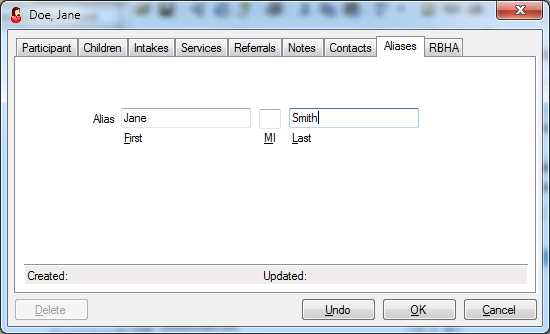 Doe, Jane
Participant Children Intakes Services Referrals Notes Contacts Aliases RBHA
Alias Jane Smith
First MI Last
Created: Updated:
Delete Undo OK Cancel